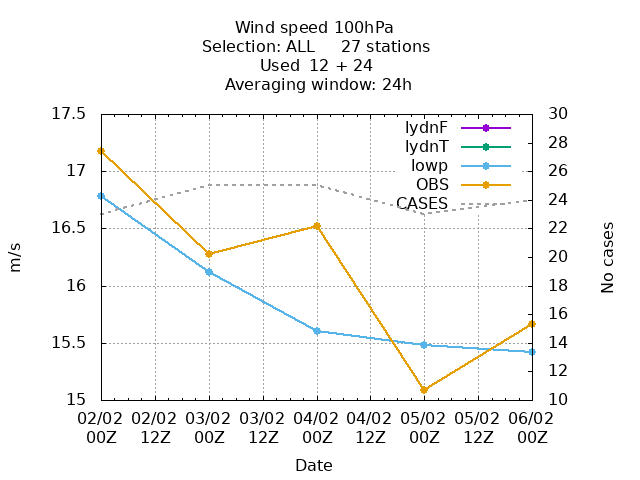 Wind speed 100hPa
Selection: ALL 27 stations
Used 12 + 24
Averaging window: 24h
17.5
17
16.5
16
15.5
15
m/s
30
28
26
24
22
20
18
16
14
12
10
No cases
lydnF
lydnT
lowp
OBS
CASES
02/02 02/02 03/02 03/02 04/02 04/02 05/02 05/02 06/02
00Z 12Z 00Z 12Z 00Z 12Z 00Z 12Z 00Z
Date